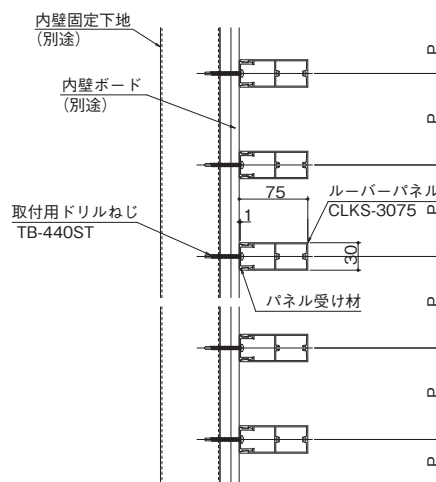 内壁固定下地
(別途)
P
内壁ボード
(別途)
P
75
ルーバーパネル
CLKS-3075
P
1
取付用ドリルねじ
TB-440ST
30
パネル受け材
P
P
P